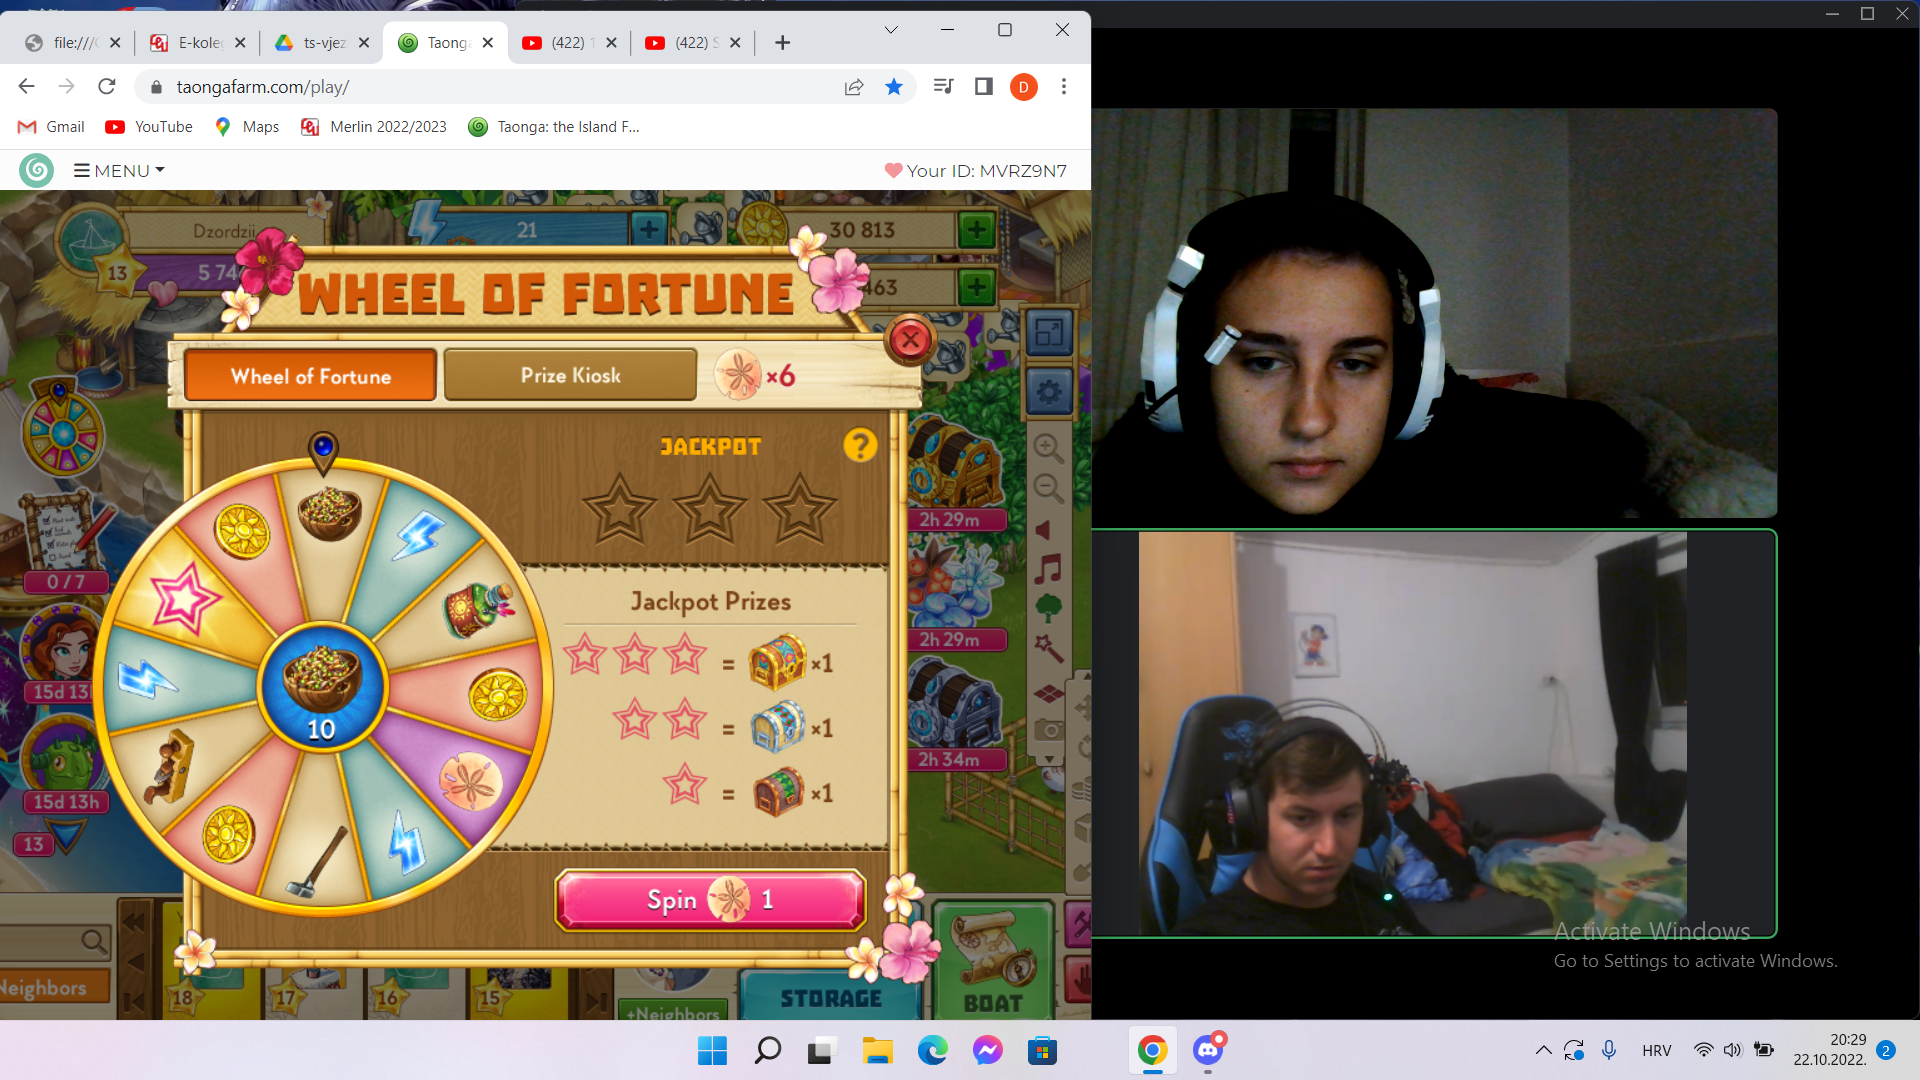 file:///
E-kole
ts-vjez
Taonga
(422) 1
(422) S
taongafarm.com/play/
D
Gmail
YouTube
Maps
Merlin 2022/2023
Taonga: the Island F...
MENU
Your ID: MVRZ9N7
Dzordzii
21
30 813
13
5 74
463
WHEEL OF FORTUNE
Wheel of Fortune
Prize Kiosk
×6
JACKPOT
?
2h 29m
0 / 7
Jackpot Prizes
= ×1
2h 29m
15d 13
10
= ×1
2h 34m
15d 13h
= ×1
13
Spin 1
Neighbors
18
17
16
15
+Neighbors
STORAGE
BOAT
Activate Windows
Go to Settings to activate Windows.
HRV
20:29
22.10.2022.
2